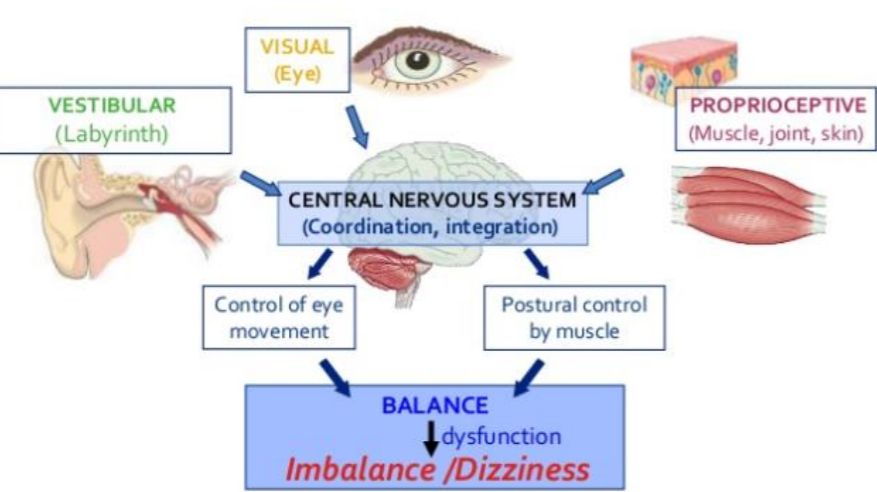 VISUAL
(Eye)
VESTIBULAR
(Labyrinth)
PROPRIOCEPTIVE
(Muscle, joint, skin)
CENTRAL NERVOUS SYSTEM
(Coordination, integration)
Control of eye
movement
Postural control
by muscle
BALANCE
dysfunction
Imbalance /Dizziness